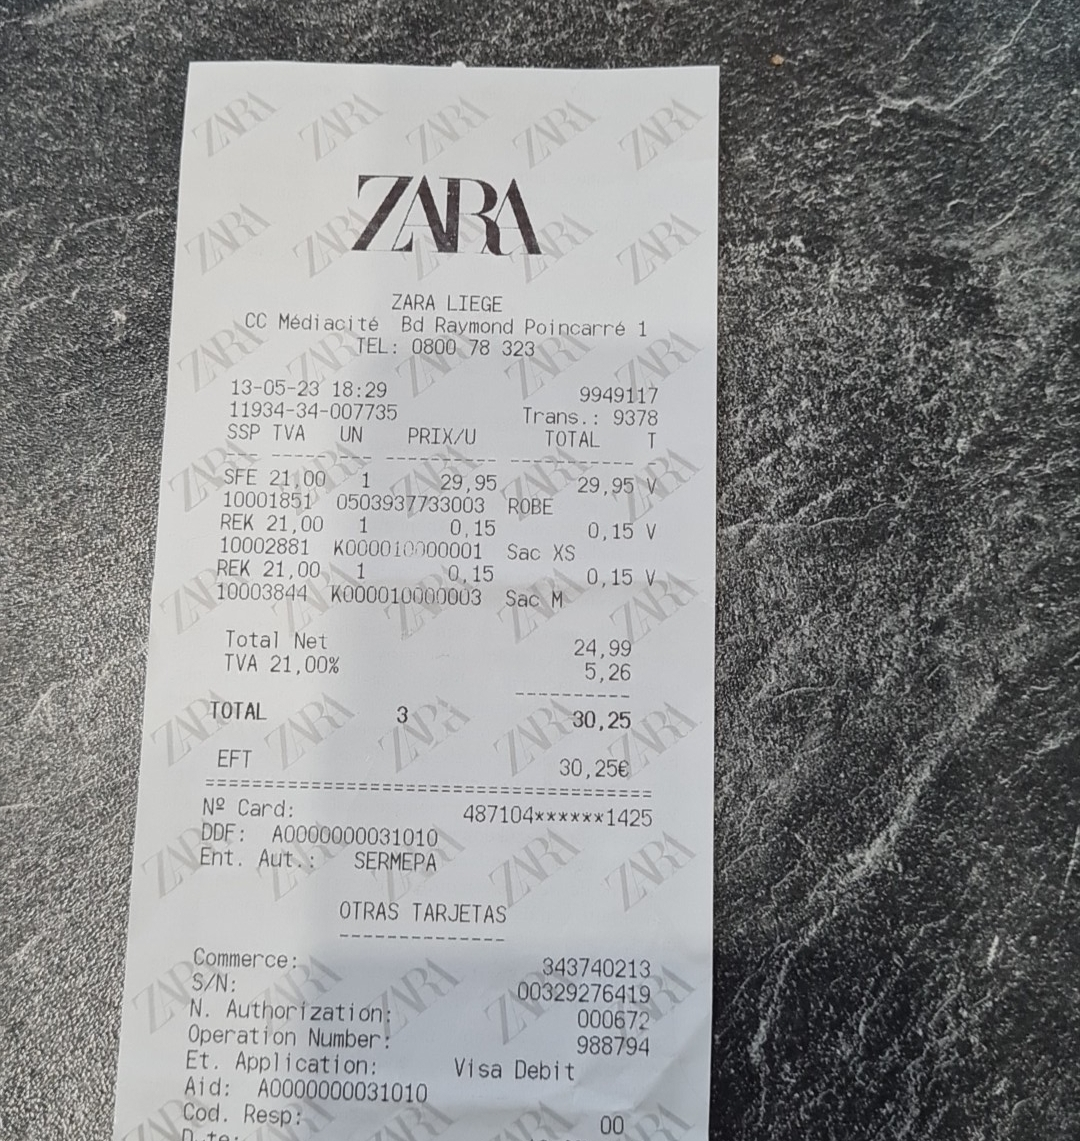 ZARA
ZARA LIEGE
CC Médiacité Bd Raymond Poincarré 1
TEL: 0800 78 323
13-05-23 18:29 9949117
11934-34-007735 Trans.: 9378
SSP TVA UN PRIX/U TOTAL T
--- ----- --- ---------- ----------- -
SFE 21,00 1 29,95 29,95 V
10001851 0503937733003 ROBE
REK 21,00 1 0,15 0,15 V
10002881 K000010000001 Sac XS
REK 21,00 1 0,15 0,15 V
10003844 K000010000003 Sac M
Total Net 24,99
TVA 21,00% 5,26
----------
TOTAL 3 30,25
EFT 30,25€
======================================
Nº Card: 487104******1425
DDF: A0000000031010
Ent. Aut.: SERMEPA
OTRAS TARJETAS
--------------
Commerce: 343740213
S/N: 00329276419
N. Authorization: 000672
Operation Number: 988794
Et. Application: Visa Debit
Aid: A0000000031010
Cod. Resp: 00